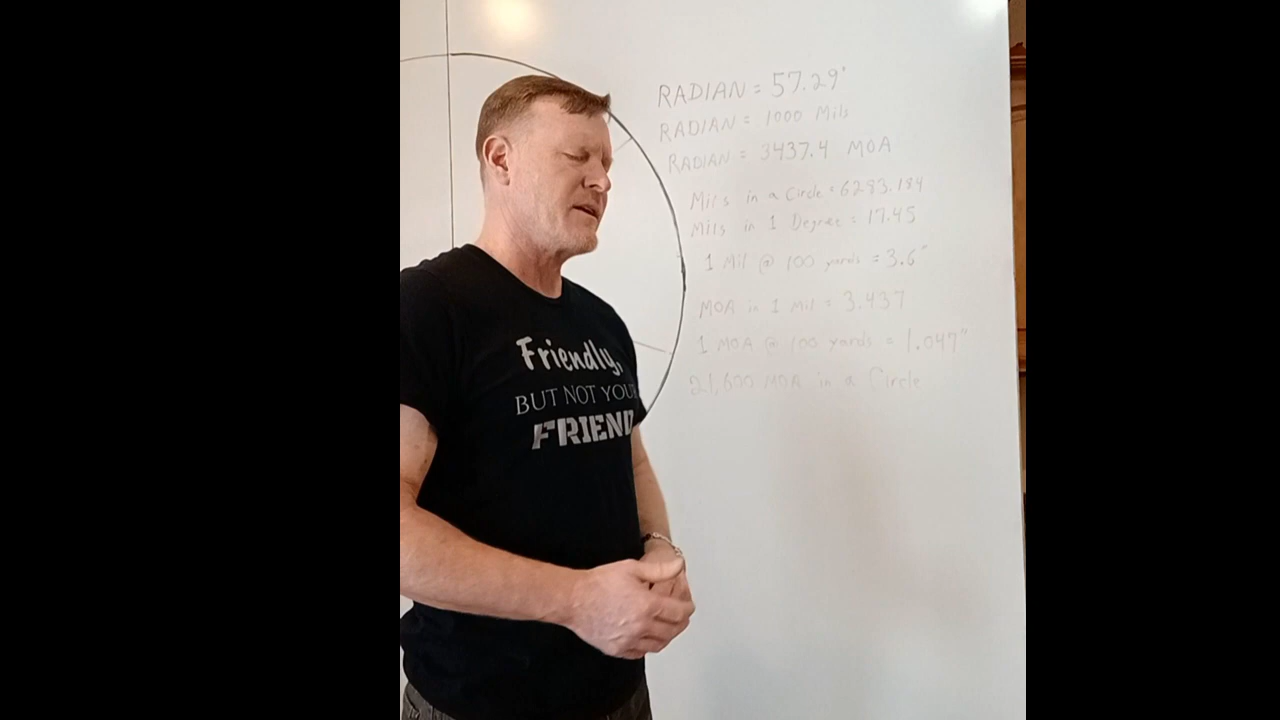 RADIAN = 57.29°
RADIAN = 1000 Mils
RADIAN = 3437.4 MOA
Mils in a Circle = 6283.184
Mils in 1 Degree = 17.45
1 Mil @ 100 yards = 3.6"
MOA in 1 Mil = 3.437
1 MOA @ 100 yards = 1.047"
21,600 MOA in a Circle
Friendly,
BUT NOT YOUR
FRIEND